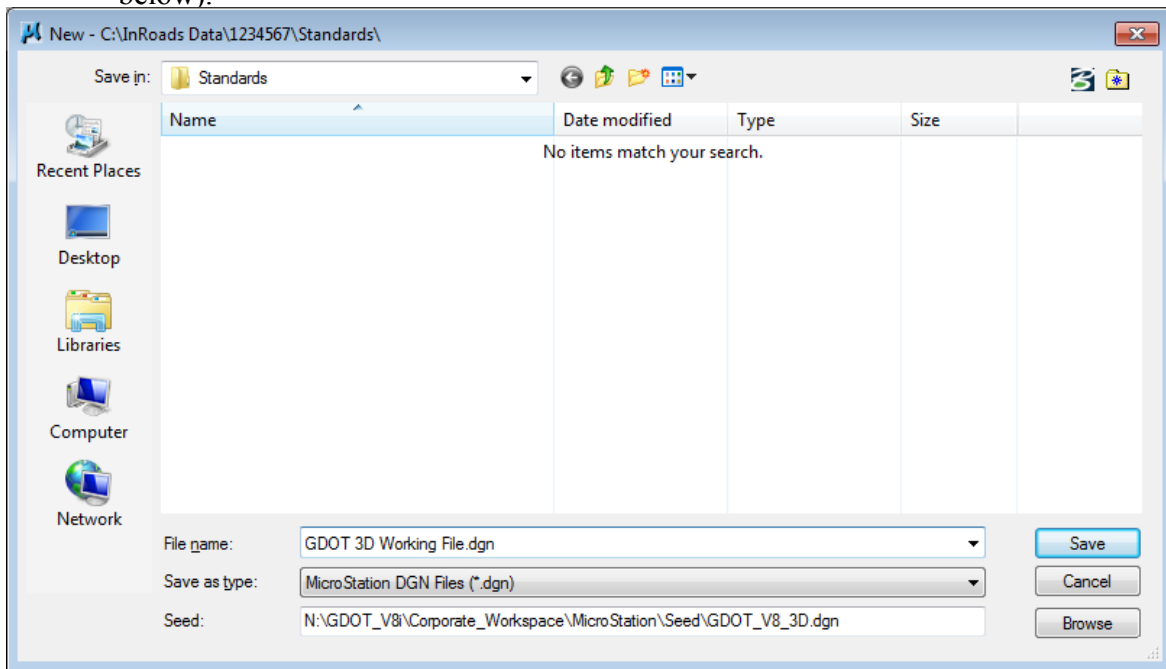 below).
New - C:\InRoads Data\1234567\Standards\
Save in: Standards
Name Date modified Type Size
No items match your search.
Recent Places
Desktop
Libraries
Computer
Network
File name: GDOT 3D Working File.dgn Save
Save as type: MicroStation DGN Files (*.dgn) Cancel
Seed: N:\GDOT_V8i\Corporate_Workspace\MicroStation\Seed\GDOT_V8_3D.dgn Browse